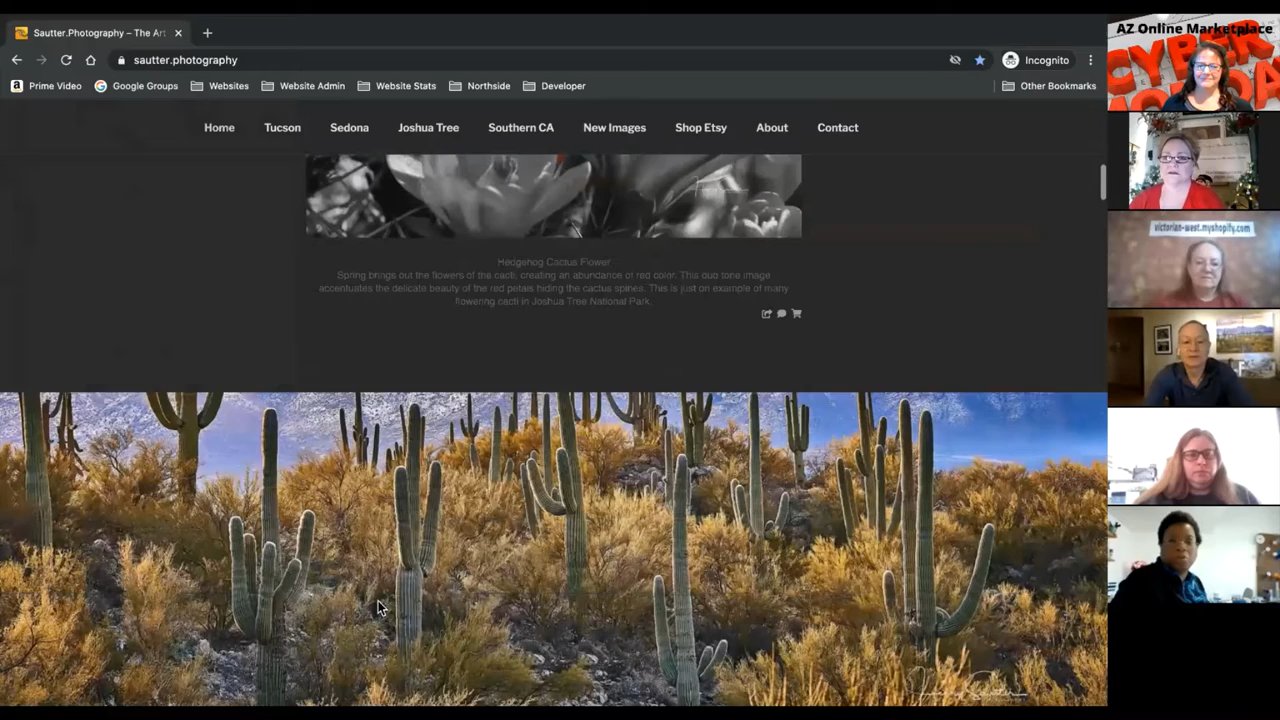 Sautter.Photography – The Art
sautter.photography
Incognito
Prime Video
Google Groups
Websites
Website Admin
Website Stats
Northside
Developer
Other Bookmarks
Home
Tucson
Sedona
Joshua Tree
Southern CA
New Images
Shop Etsy
About
Contact
Hedgehog Cactus Flower
Spring brings out the flowers of the cacti, creating an abundance of red color. This duo tone image
accentuates the delicate beauty of the red petals hiding the cactus spines. This is just on example of many
flowering cacti in Joshua Tree National Park.
AZ Online Marketplace
CYBER
victorian-west.myshopify.com